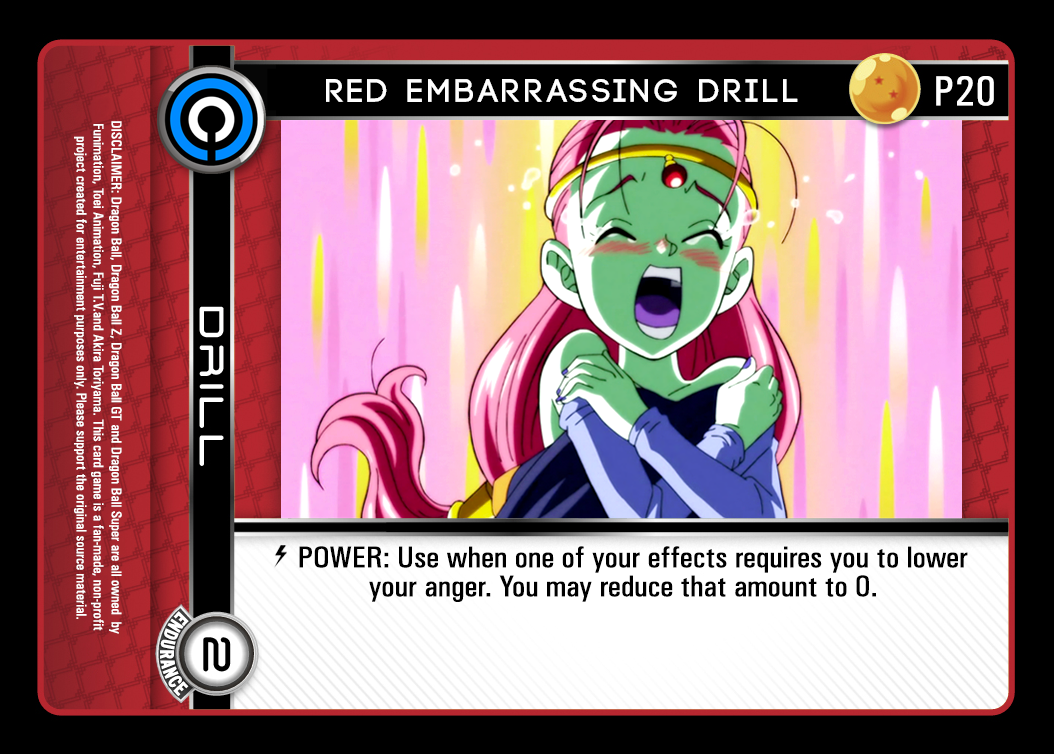 RED EMBARRASSING DRILL
P20
DRILL
POWER: Use when one of your effects requires you to lower
your anger. You may reduce that amount to 0.
ENDURANCE
2
DISCLAIMER: Dragon Ball, Dragon Ball Z, Dragon Ball GT and Dragon Ball Super are all owned by
Funimation, Toei Animation, Fuji T.V.and Akira Toriyama. This card game is a fan-made, non-profit
project created for entertainment purposes only. Please support the original source material.